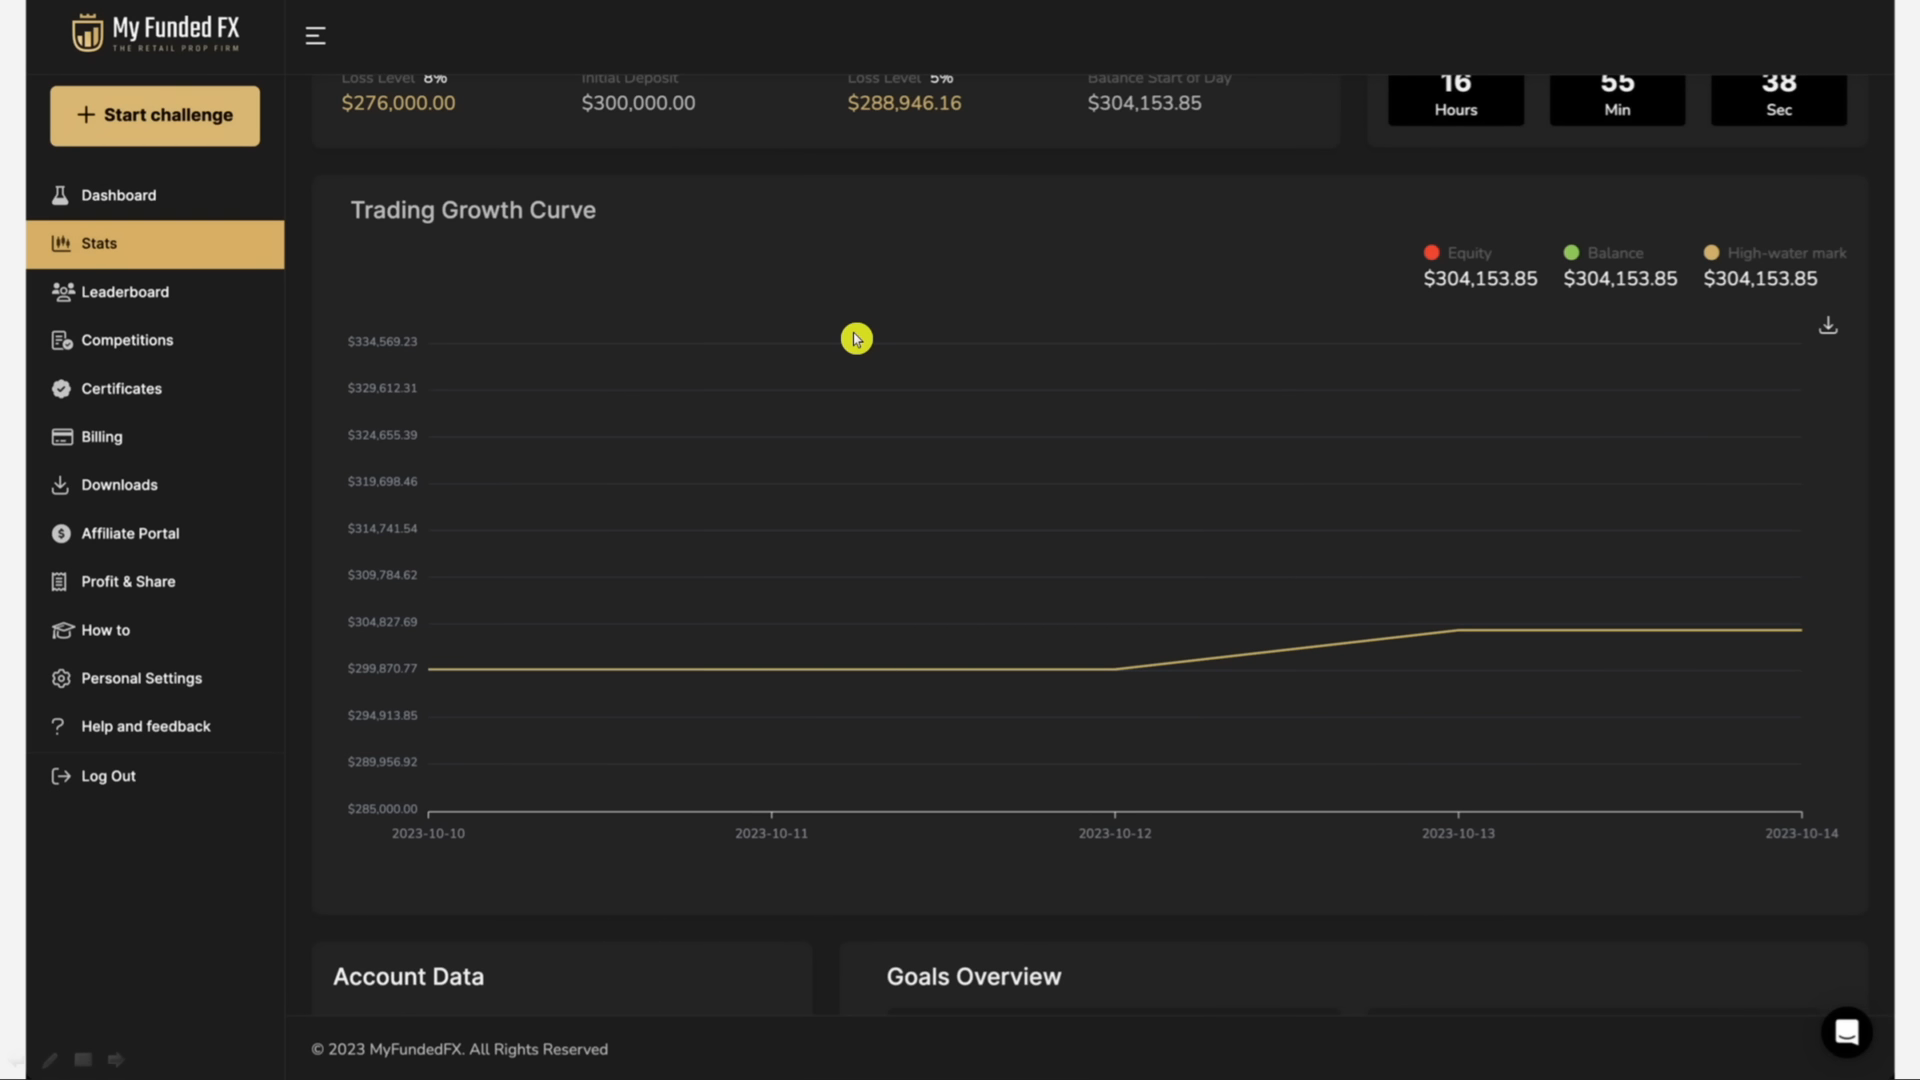 My Funded FX
THE RETAIL PROP FIRM
Start challenge
Dashboard
Stats
Leaderboard
Competitions
Certificates
Billing
Downloads
Affiliate Portal
Profit & Share
How to
Personal Settings
Help and feedback
Log Out
Loss Level 8%
$276,000.00
Initial Deposit
$300,000.00
Loss Level 5%
$288,946.16
Balance Start of Day
$304,153.85
16
Hours
55
Min
38
Sec
Trading Growth Curve
Equity
$304,153.85
Balance
$304,153.85
High-water mark
$304,153.85
$334,569.23
$329,612.31
$324,655.39
$319,698.46
$314,741.54
$309,784.62
$304,827.69
$299,870.77
$294,913.85
$289,956.92
$285,000.00
2023-10-10 2023-10-11 2023-10-12 2023-10-13 2023-10-14
Account Data
Goals Overview
© 2023 MyFundedFX. All Rights Reserved